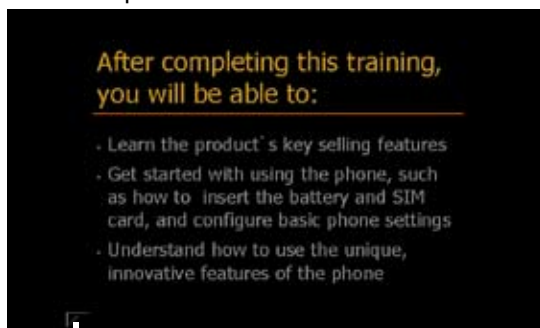 After completing this training,
you will be able to:
Learn the product`s key selling features
Get started with using the phone, such
as how to insert the battery and SIM
card, and configure basic phone settings
Understand how to use the unique,
innovative features of the phone